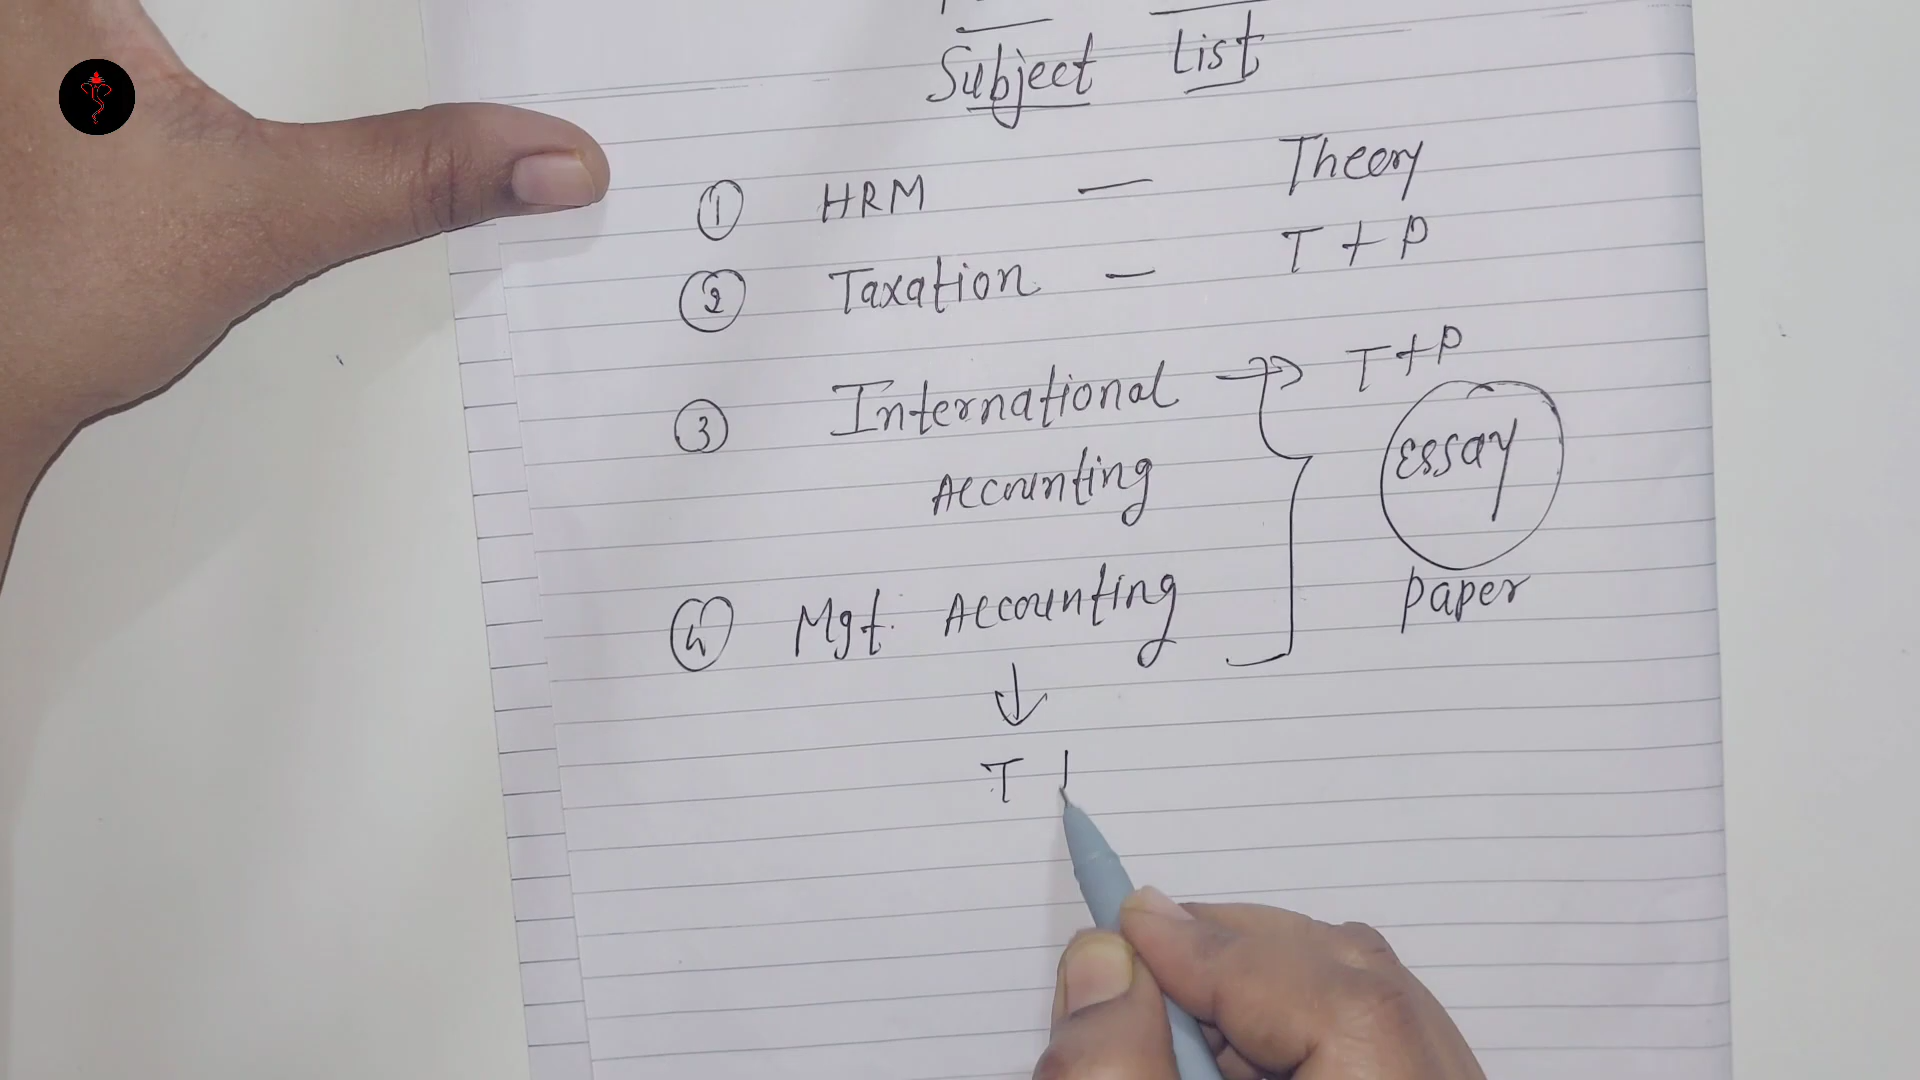 Subject List
① HRM — Theory
② Taxation — T + P
③ International → T + P
Accounting
essay
paper
④ Mgt. Accounting
↓
T